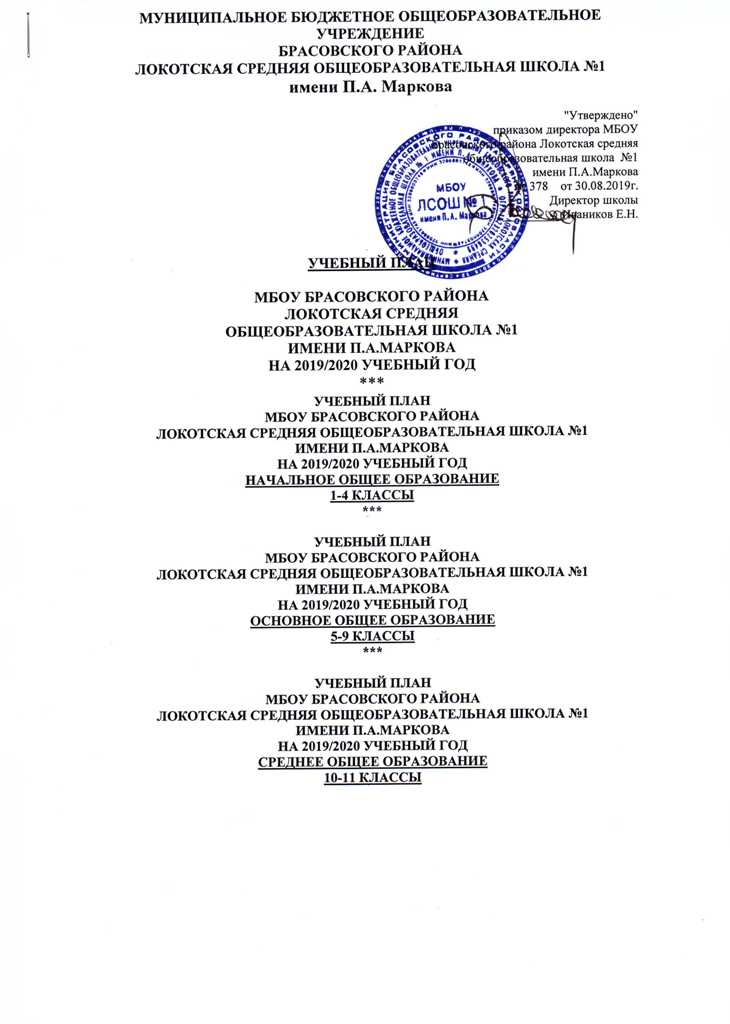 МУНИЦИПАЛЬНОЕ БЮДЖЕТНОЕ ОБЩЕОБРАЗОВАТЕЛЬНОЕ
УЧРЕЖДЕНИЕ
БРАСОВСКОГО РАЙОНА
ЛОКОТСКАЯ СРЕДНЯЯ ОБЩЕОБРАЗОВАТЕЛЬНАЯ ШКОЛА №1
имени П.А. Маркова
"Утверждено"
приказом директора МБОУ
района Локотская средняя
общеобразовательная школа №1
имени П.А.Маркова
378 от 30.08.2019г.
Директор школы
Е.Н.
МБОУ
ЛСОШ № 1
имени П. А. Маркова
УЧЕБНЫЙ ПЛАН
МБОУ БРАСОВСКОГО РАЙОНА
ЛОКОТСКАЯ СРЕДНЯЯ
ОБЩЕОБРАЗОВАТЕЛЬНАЯ ШКОЛА №1
ИМЕНИ П.А.МАРКОВА
НА 2019/2020 УЧЕБНЫЙ ГОД
***
УЧЕБНЫЙ ПЛАН
МБОУ БРАСОВСКОГО РАЙОНА
ЛОКОТСКАЯ СРЕДНЯЯ ОБЩЕОБРАЗОВАТЕЛЬНАЯ ШКОЛА №1
ИМЕНИ П.А.МАРКОВА
НА 2019/2020 УЧЕБНЫЙ ГОД
НАЧАЛЬНОЕ ОБЩЕЕ ОБРАЗОВАНИЕ
1-4 КЛАССЫ
***
УЧЕБНЫЙ ПЛАН
МБОУ БРАСОВСКОГО РАЙОНА
ЛОКОТСКАЯ СРЕДНЯЯ ОБЩЕОБРАЗОВАТЕЛЬНАЯ ШКОЛА №1
ИМЕНИ П.А.МАРКОВА
НА 2019/2020 УЧЕБНЫЙ ГОД
ОСНОВНОЕ ОБЩЕЕ ОБРАЗОВАНИЕ
5-9 КЛАССЫ
***
УЧЕБНЫЙ ПЛАН
МБОУ БРАСОВСКОГО РАЙОНА
ЛОКОТСКАЯ СРЕДНЯЯ ОБЩЕОБРАЗОВАТЕЛЬНАЯ ШКОЛА №1
ИМЕНИ П.А.МАРКОВА
НА 2019/2020 УЧЕБНЫЙ ГОД
СРЕДНЕЕ ОБЩЕЕ ОБРАЗОВАНИЕ
10-11 КЛАССЫ